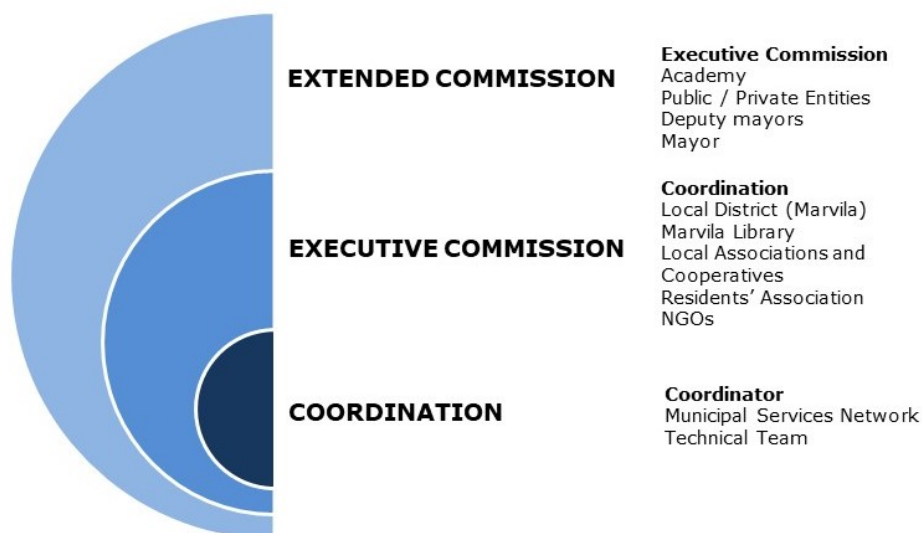 EXTENDED COMMISSION
Executive Commission
Academy
Public / Private Entities
Deputy mayors
Mayor
EXECUTIVE COMMISSION
Coordination
Local District (Marvila)
Marvila Library
Local Associations and
Cooperatives
Residents’ Association
NGOs
COORDINATION
Coordinator
Municipal Services Network
Technical Team